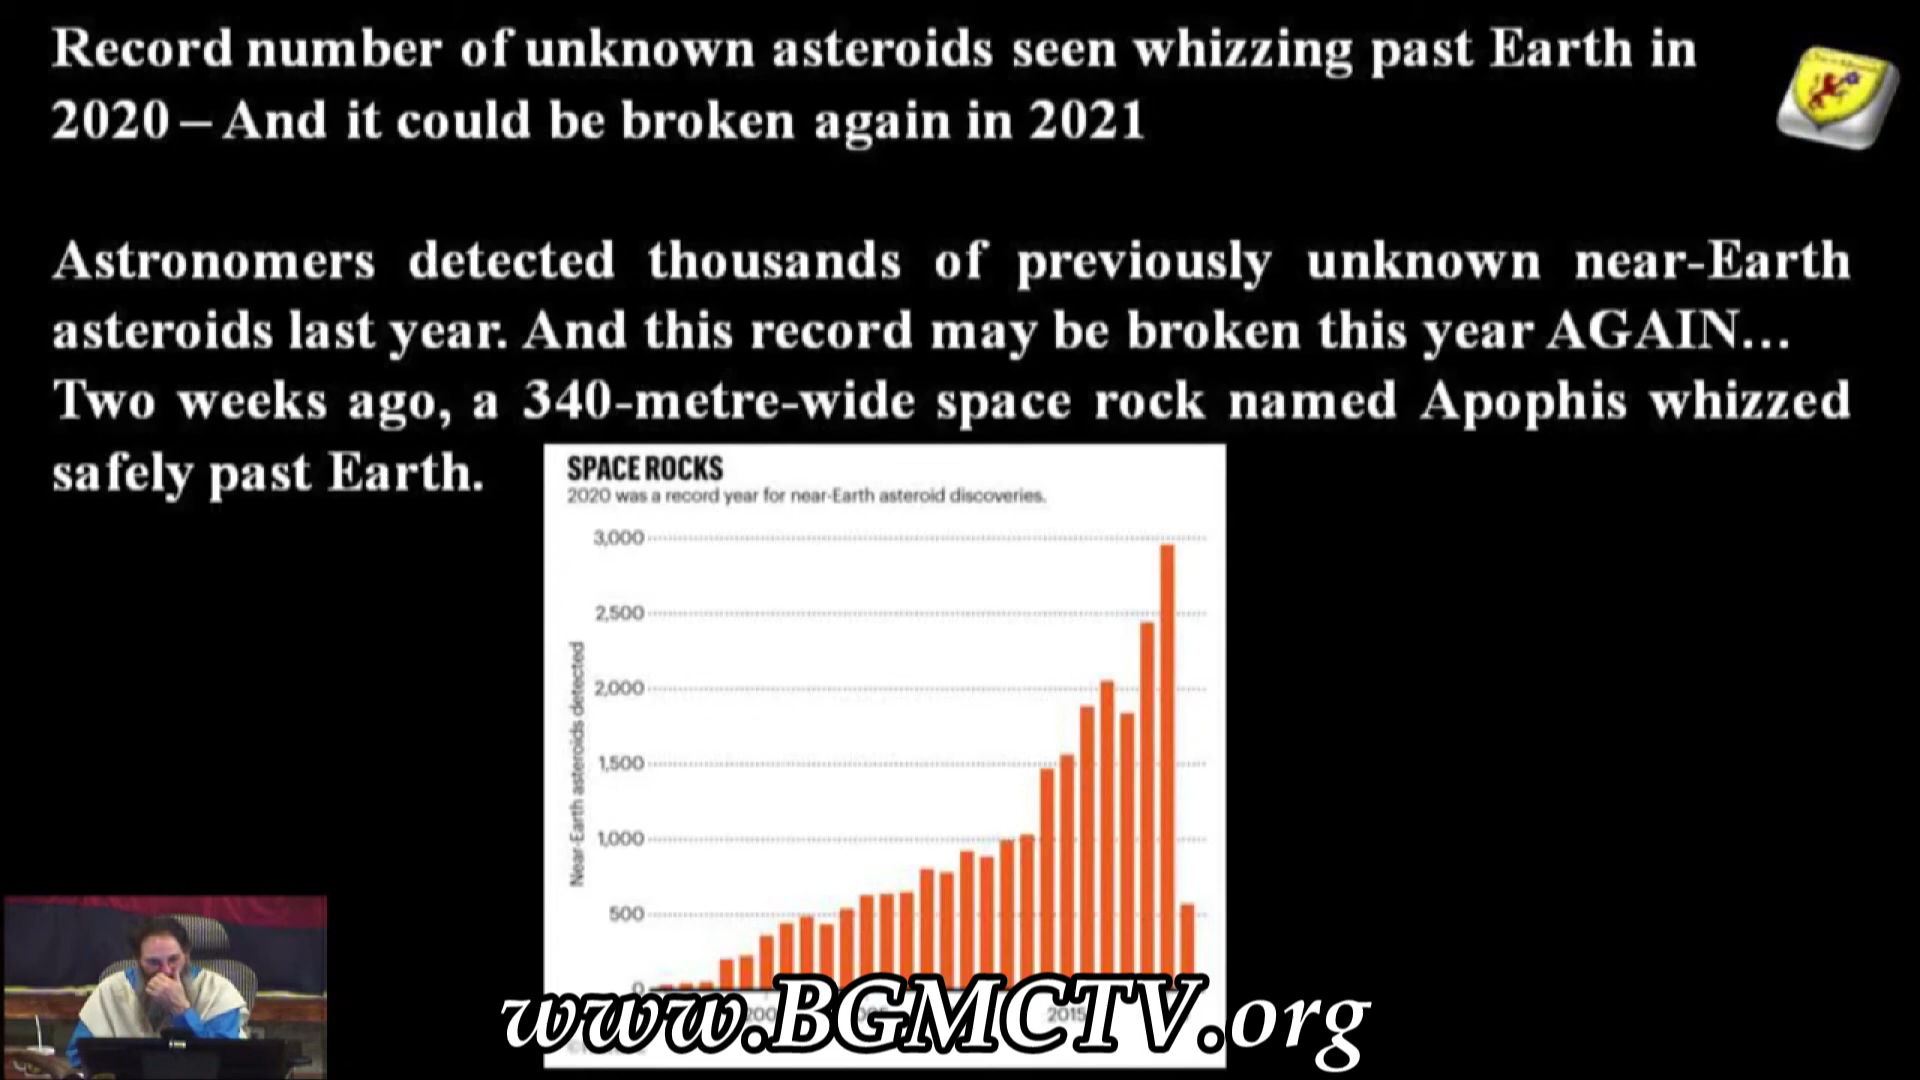 Record number of unknown asteroids seen whizzing past Earth in
2020 – And it could be broken again in 2021
Astronomers detected thousands of previously unknown near-Earth
asteroids last year. And this record may be broken this year AGAIN...
Two weeks ago, a 340-metre-wide space rock named Apophis whizzed
safely past Earth.
SPACE ROCKS
2020 was a record year for near-Earth asteroid discoveries.
Near-Earth asteroids detected
3,000
2,500
2,000
1,500
1,000
500
0
2015
www.BGMCTV.org